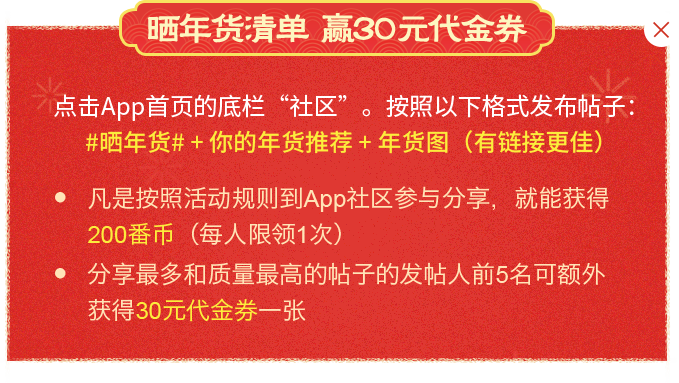 晒年货清单 赢30元代金券
点击App首页的底栏“社区”。按照以下格式发布帖子：
#晒年货# + 你的年货推荐 + 年货图（有链接更佳）
凡是按照活动规则到App社区参与分享，就能获得
200番币（每人限领1次）
分享最多和质量最高的帖子的发帖人前5名可额外
获得30元代金券一张